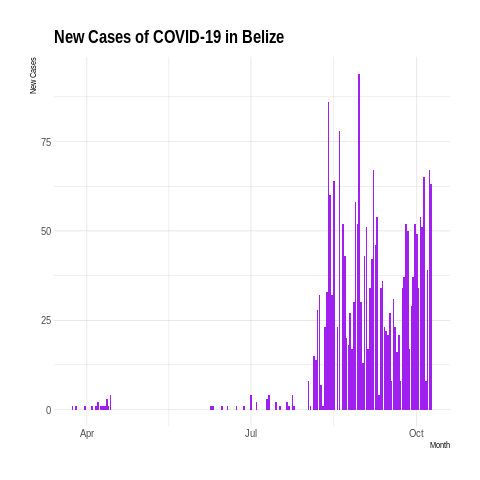 New Cases of COVID-19 in Belize
New Cases
75
50
25
0
Apr
Jul
Oct
Month